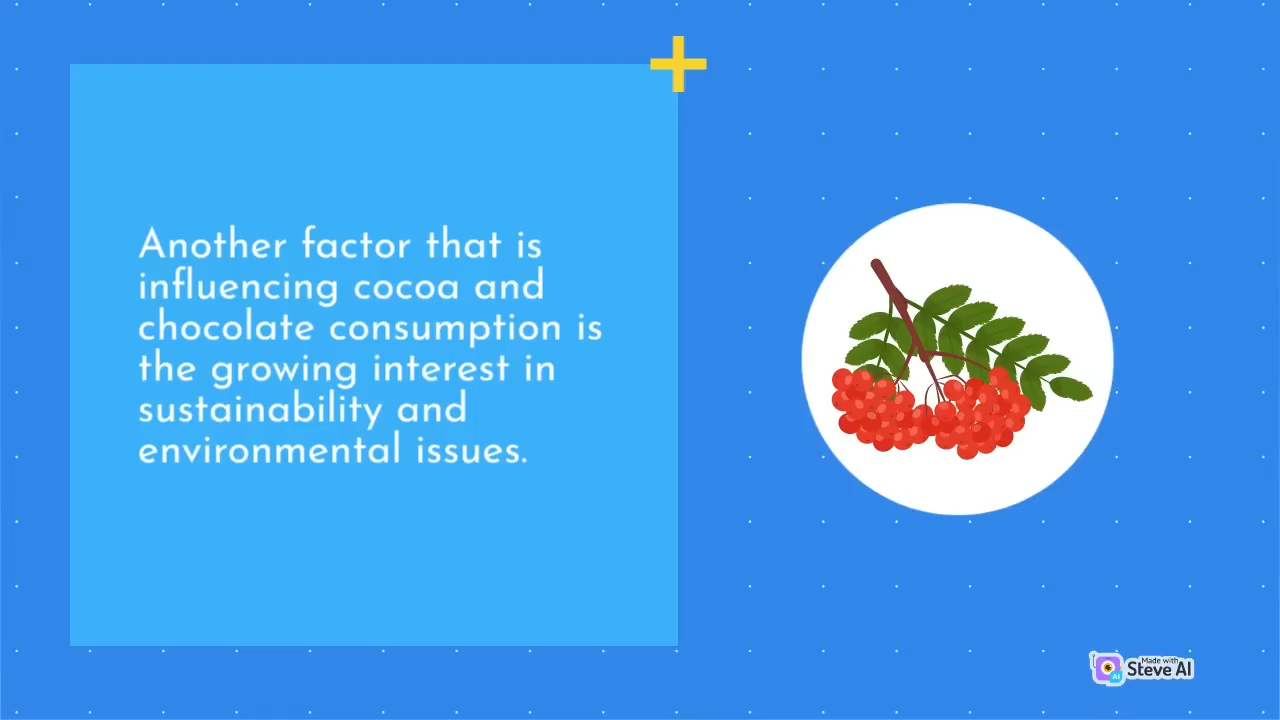 Another factor that is
influencing cocoa and
chocolate consumption is
the growing interest in
sustainability and
environmental issues.
Made with
Steve AI
AI